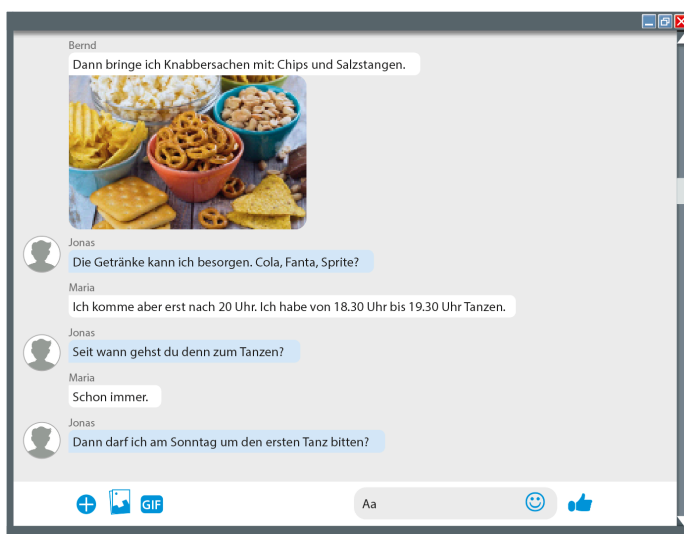 Bernd
Dann bringe ich Knabbersachen mit: Chips und Salzstangen.
Jonas
Die Getränke kann ich besorgen. Cola, Fanta, Sprite?
Maria
Ich komme aber erst nach 20 Uhr. Ich habe von 18.30 Uhr bis 19.30 Uhr Tanzen.
Jonas
Seit wann gehst du denn zum Tanzen?
Maria
Schon immer.
Jonas
Dann darf ich am Sonntag um den ersten Tanz bitten?
GIF
Aa